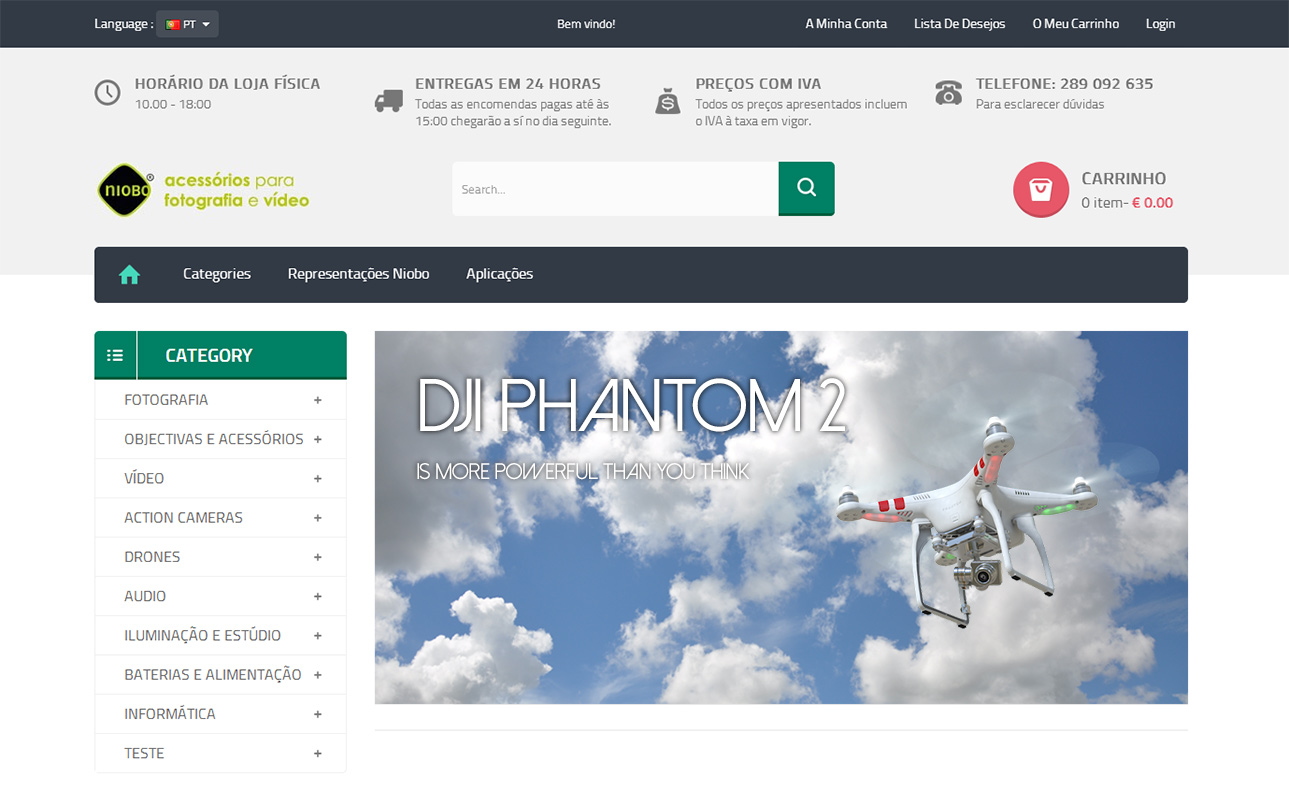 Language : PT
Bem vindo!
A Minha Conta
Lista De Desejos
O Meu Carrinho
Login
HORÁRIO DA LOJA FÍSICA
10.00 - 18:00
ENTREGAS EM 24 HORAS
Todas as encomendas pagas até às
15:00 chegarão a sí no dia seguinte.
PREÇOS COM IVA
Todos os preços apresentados incluem
o IVA à taxa em vigor.
TELEFONE: 289 092 635
Para esclarecer dúvidas
NIOBO®
acessórios para
fotografia e vídeo
Search...
CARRINHO
0 item- € 0.00
Categories
Representações Niobo
Aplicações
CATEGORY
FOTOGRAFIA +
OBJECTIVAS E ACESSÓRIOS +
VÍDEO +
ACTION CAMERAS +
DRONES +
AUDIO +
ILUMINAÇÃO E ESTÚDIO +
BATERIAS E ALIMENTAÇÃO +
INFORMÁTICA +
TESTE +
DJI PHANTOM 2
IS MORE POWERFUL THAN YOU THINK